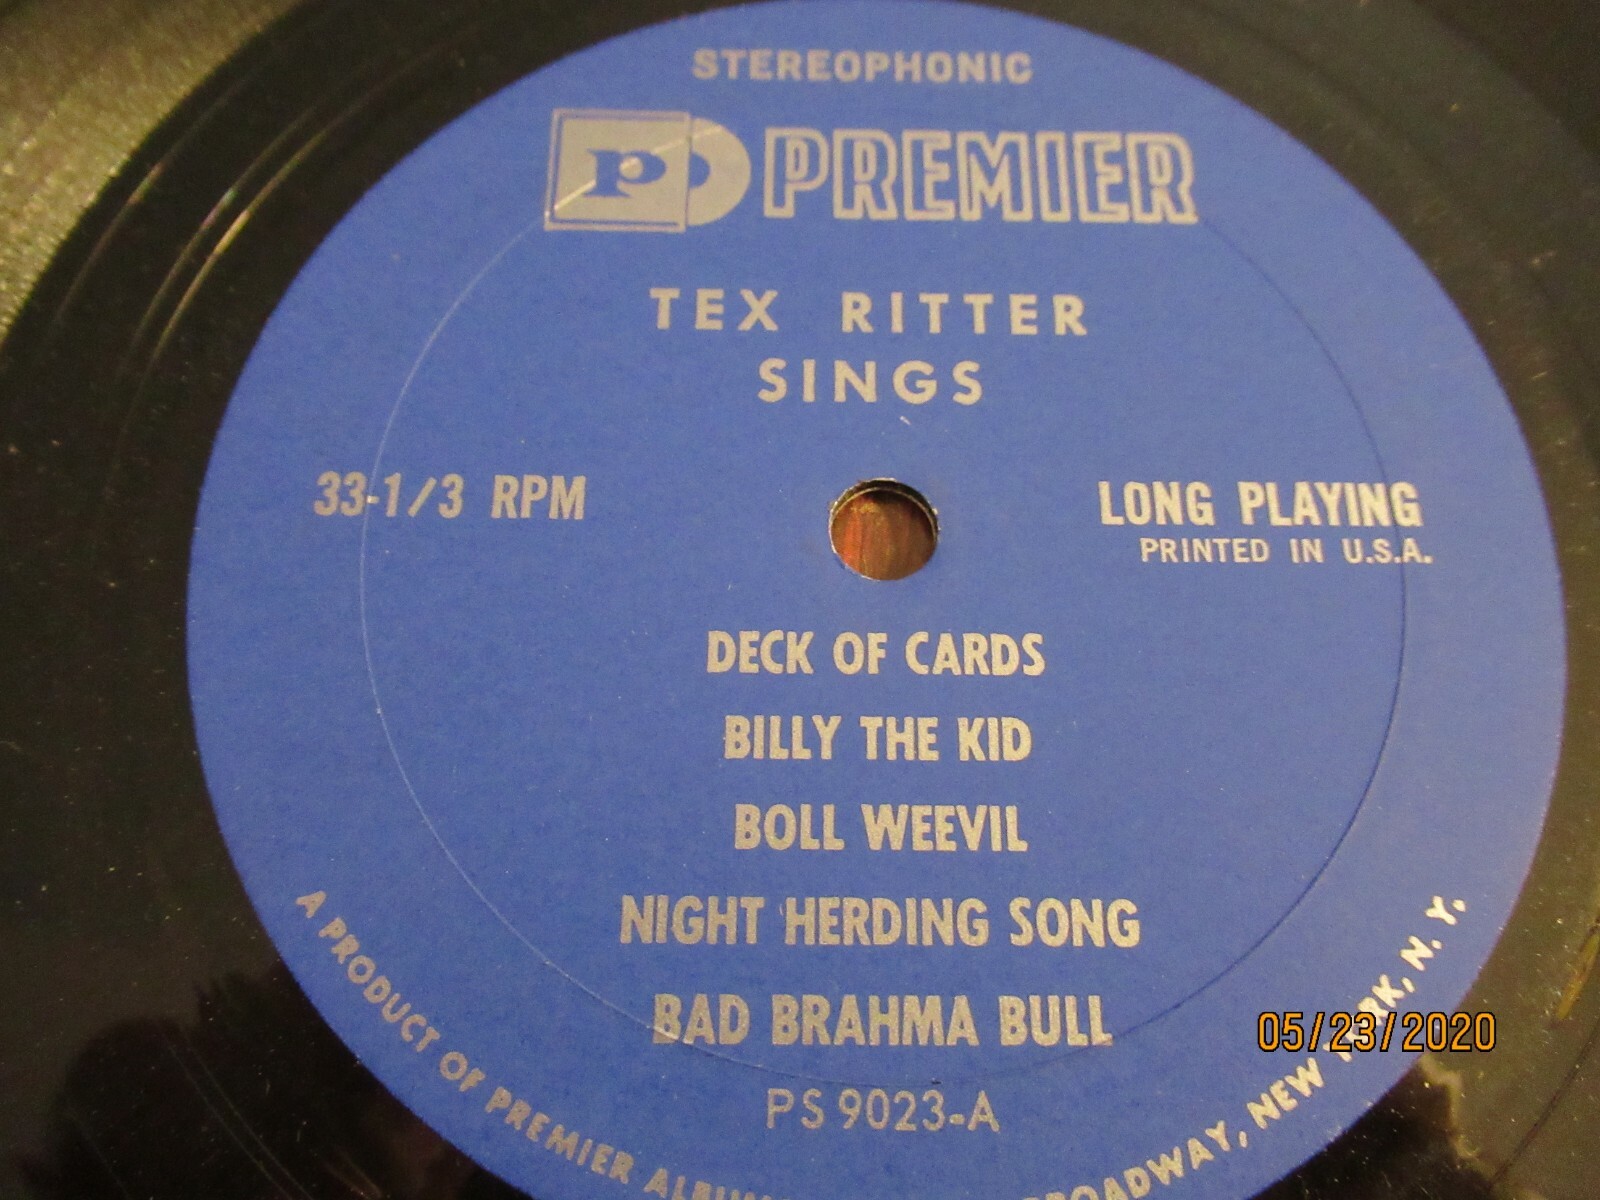 STEREOPHONIC
P PREMIER
TEX RITTER
SINGS
33-1/3 RPM
LONG PLAYING
PRINTED IN U.S.A.
DECK OF CARDS
BILLY THE KID
BOLL WEEVIL
NIGHT HERDING SONG
BAD BRAHMA BULL
PS 9023-A
A PRODUCT OF PREMIER NEW YORK, N. Y.
05/23/2020